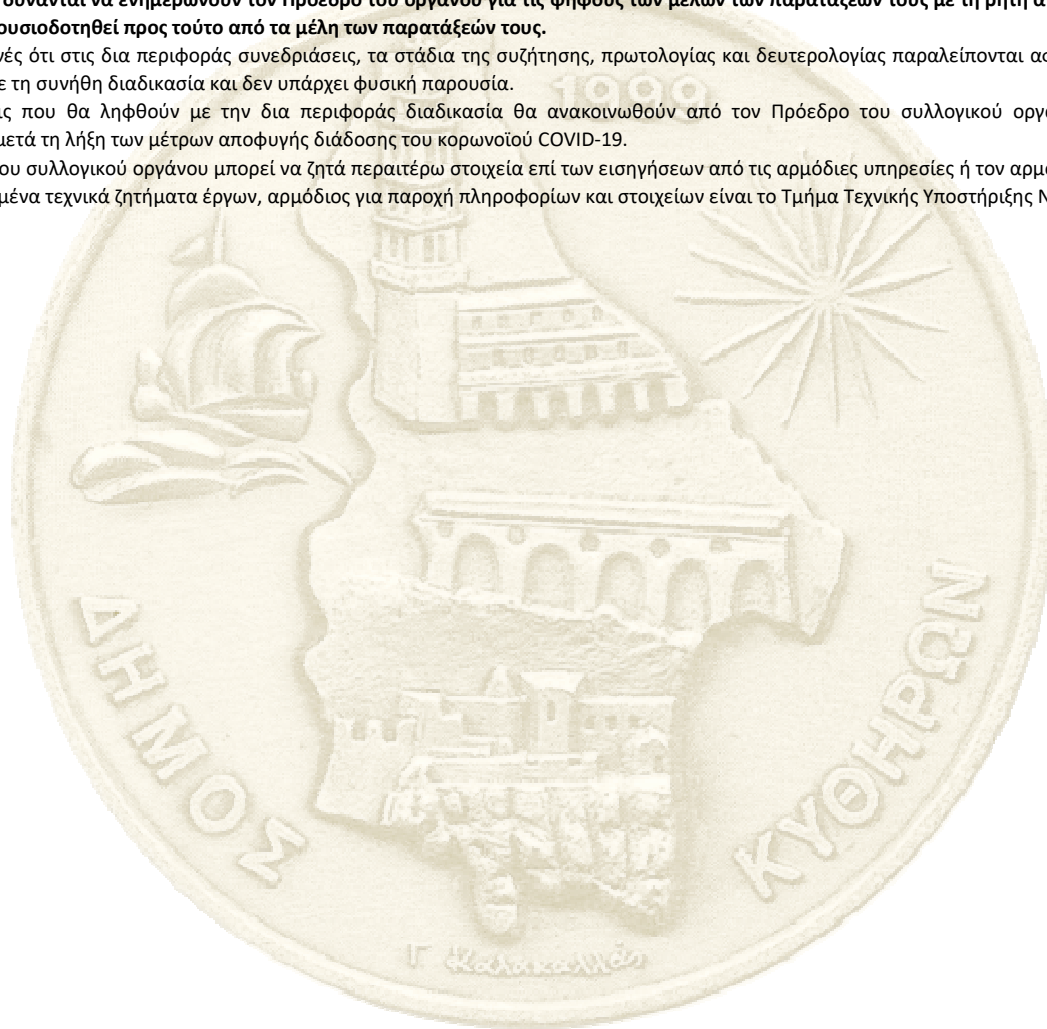 δύνανται να ενημερώνουν τον Πρόεδρο του οργάνου για τις ψήφους των μελών των παρατάξεών τους με τη ρητή
ουσιοδοτηθεί προς τούτο από τα μέλη των παρατάξεών τους.
νές ότι στις δια περιφοράς συνεδριάσεις, τα στάδια της συζήτησης, πρωτολογίας και δευτερολογίας παραλείπονται
ε τη συνήθη διαδικασία και δεν υπάρχει φυσική παρουσία.
ις που θα ληφθούν με την δια περιφοράς διαδικασία θα ανακοινωθούν από τον Πρόεδρο του συλλογικού οργ
μετά τη λήξη των μέτρων αποφυγής διάδοσης του κορωνοϊού COVID-19.
ου συλλογικού οργάνου μπορεί να ζητά περαιτέρω στοιχεία επί των εισηγήσεων από τις αρμόδιες υπηρεσίες ή τον αρμ
μένα τεχνικά ζητήματα έργων, αρμόδιος για παροχή πληροφορίων και στοιχείων είναι το Τμήμα Τεχνικής Υποστήριξης
1999
ΔΗΜΟΣ
ΚΥΘΗΡΩΝ